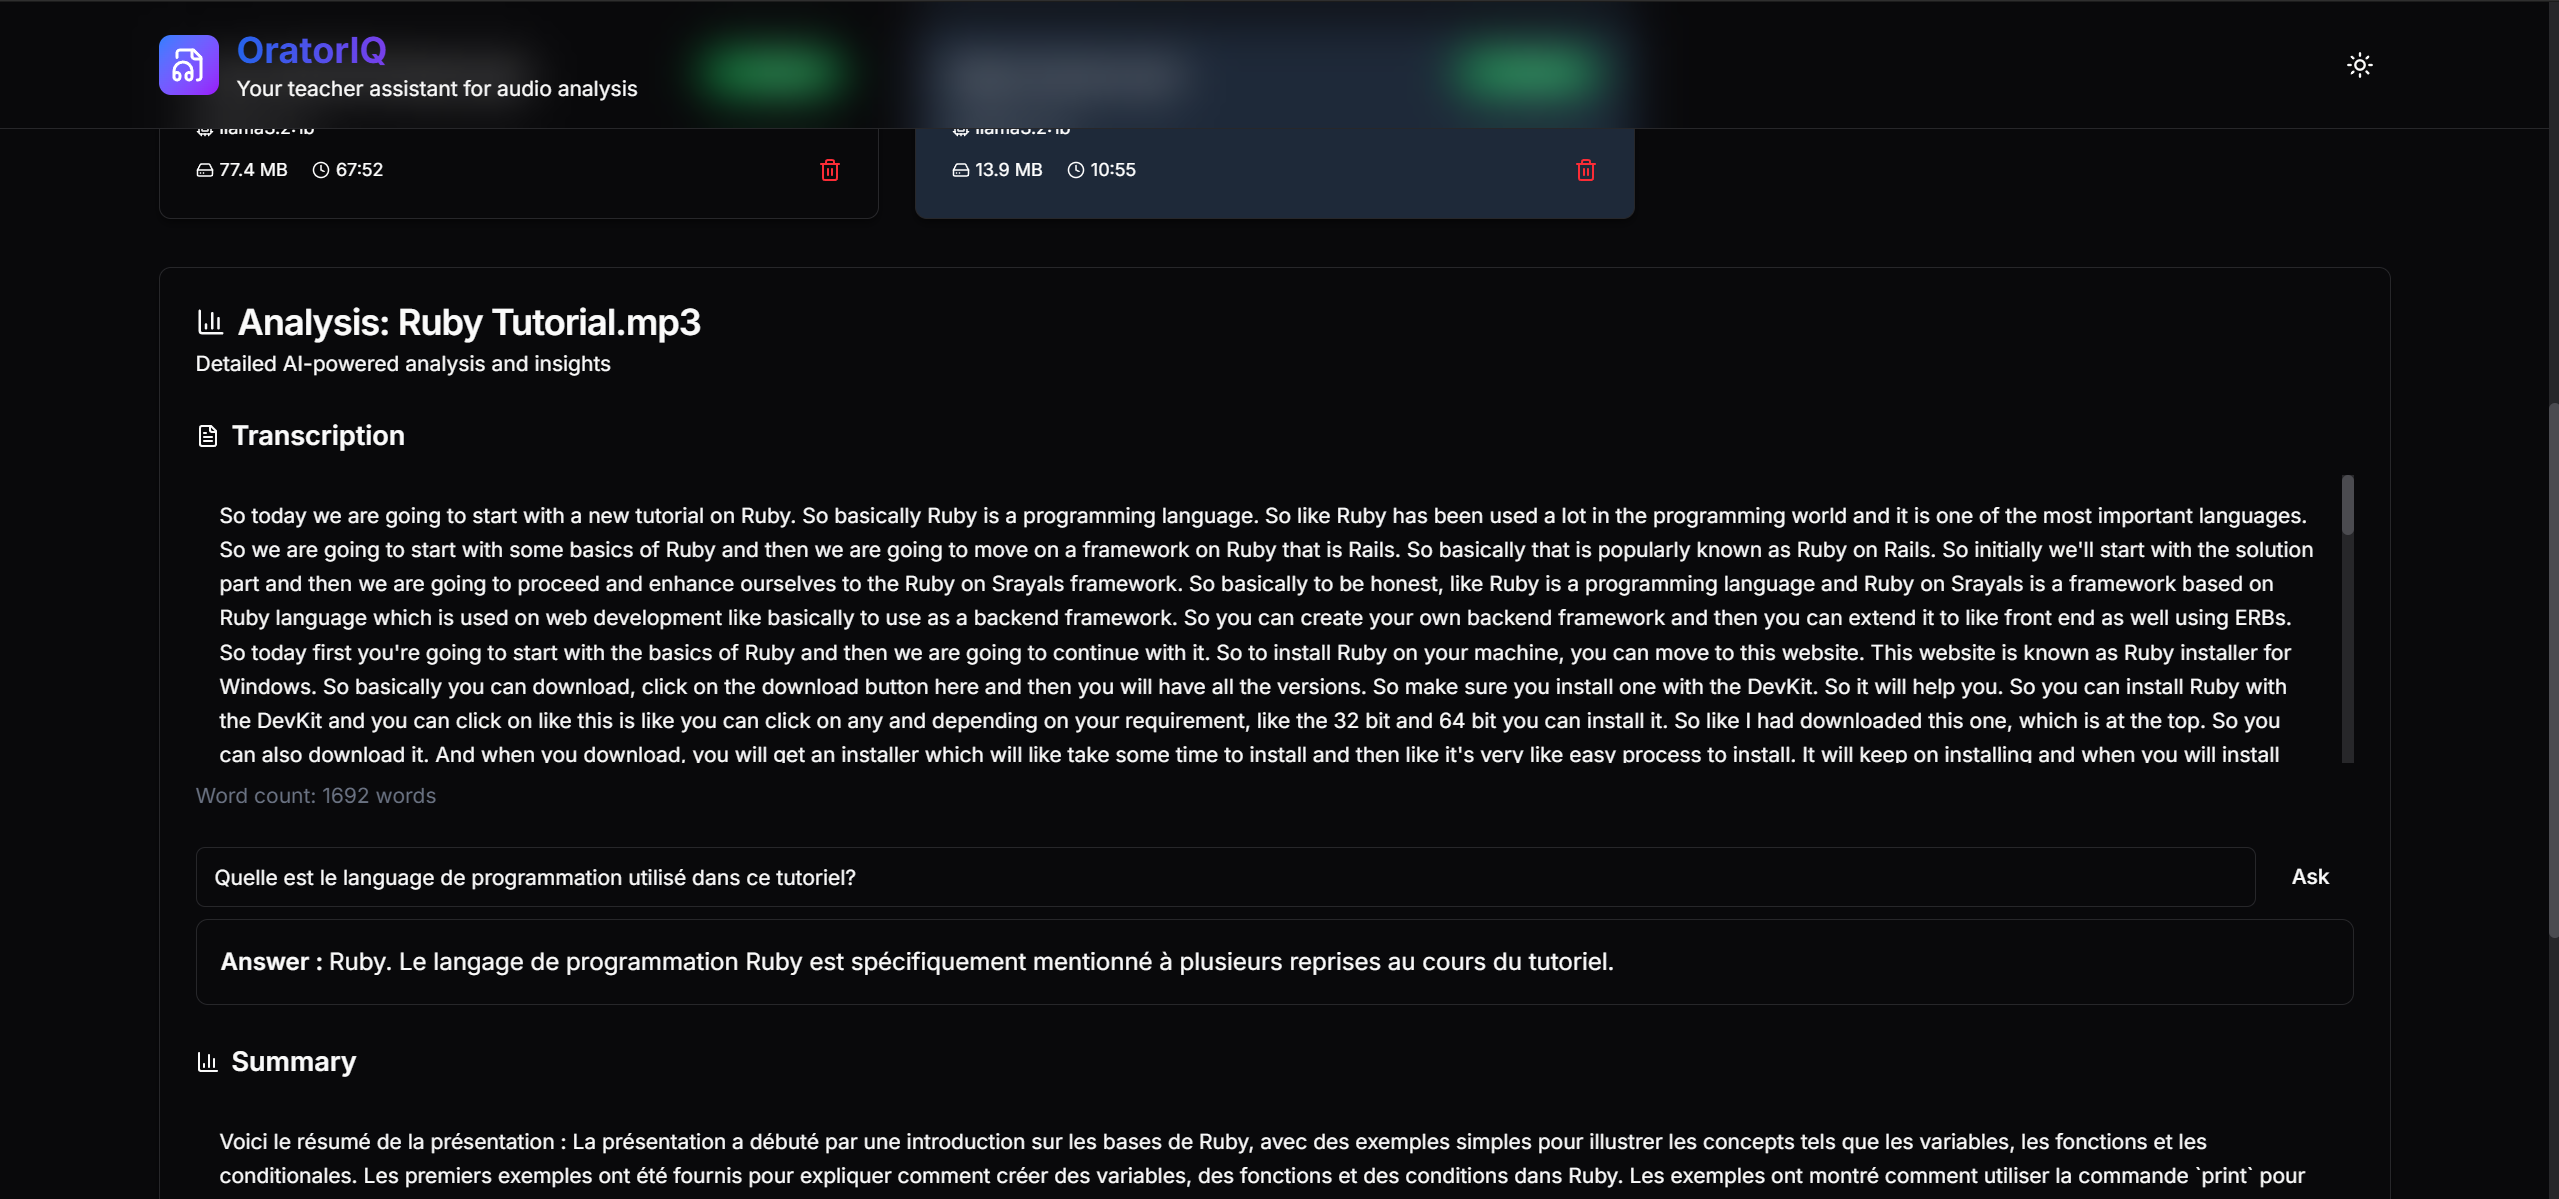 OratorIQ
Your teacher assistant for audio analysis
llama3.2:1b llama3.2:1b
77.4 MB 67:52 13.9 MB 10:55
Analysis: Ruby Tutorial.mp3
Detailed AI-powered analysis and insights
Transcription
So today we are going to start with a new tutorial on Ruby. So basically Ruby is a programming language. So like Ruby has been used a lot in the programming world and it is one of the most important languages.
So we are going to start with some basics of Ruby and then we are going to move on a framework on Ruby that is Rails. So basically that is popularly known as Ruby on Rails. So initially we'll start with the solution
part and then we are going to proceed and enhance ourselves to the Ruby on Srayals framework. So basically to be honest, like Ruby is a programming language and Ruby on Srayals is a framework based on
Ruby language which is used on web development like basically to use as a backend framework. So you can create your own backend framework and then you can extend it to like front end as well using ERBs.
So today first you're going to start with the basics of Ruby and then we are going to continue with it. So to install Ruby on your machine, you can move to this website. This website is known as Ruby installer for
Windows. So basically you can download, click on the download button here and then you will have all the versions. So make sure you install one with the DevKit. So it will help you. So you can install Ruby with
the DevKit and you can click on like this is like you can click on any and depending on your requirement, like the 32 bit and 64 bit you can install it. So like I had downloaded this one, which is at the top. So you
can also download it. And when you download, you will get an installer which will like take some time to install and then like it's very like easy process to install. It will keep on installing and when you will install
Word count: 1692 words
Quelle est le language de programmation utilisé dans ce tutoriel?
Ask
Answer : Ruby. Le langage de programmation Ruby est spécifiquement mentionné à plusieurs reprises au cours du tutoriel.
Summary
Voici le résumé de la présentation : La présentation a débuté par une introduction sur les bases de Ruby, avec des exemples simples pour illustrer les concepts tels que les variables, les fonctions et les
conditionales. Les premiers exemples ont été fournis pour expliquer comment créer des variables, des fonctions et des conditions dans Ruby. Les exemples ont montré comment utiliser la commande `print` pour